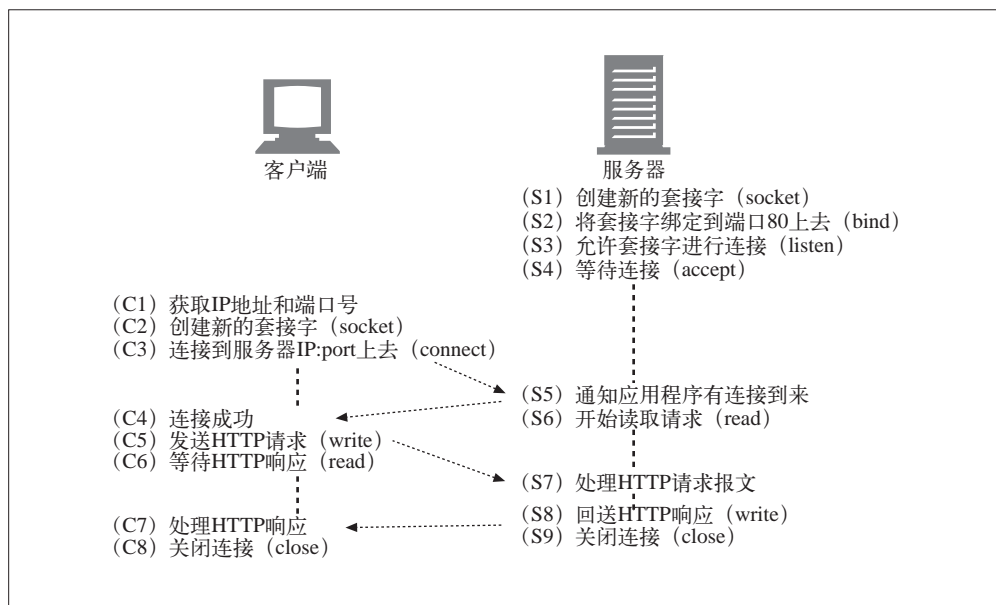 客户端
服务器
（S1）创建新的套接字（socket）
（S2）将套接字绑定到端口80上去（bind）
（S3）允许套接字进行连接（listen）
（S4）等待连接（accept）
（C1）获取IP地址和端口号
（C2）创建新的套接字（socket）
（C3）连接到服务器IP:port上去（connect）
（S5）通知应用程序有连接到来
（S6）开始读取请求（read）
（C4）连接成功
（C5）发送HTTP请求（write）
（C6）等待HTTP响应（read）
（S7）处理HTTP请求报文
（S8）回送HTTP响应（write）
（S9）关闭连接（close）
（C7）处理HTTP响应
（C8）关闭连接（close）